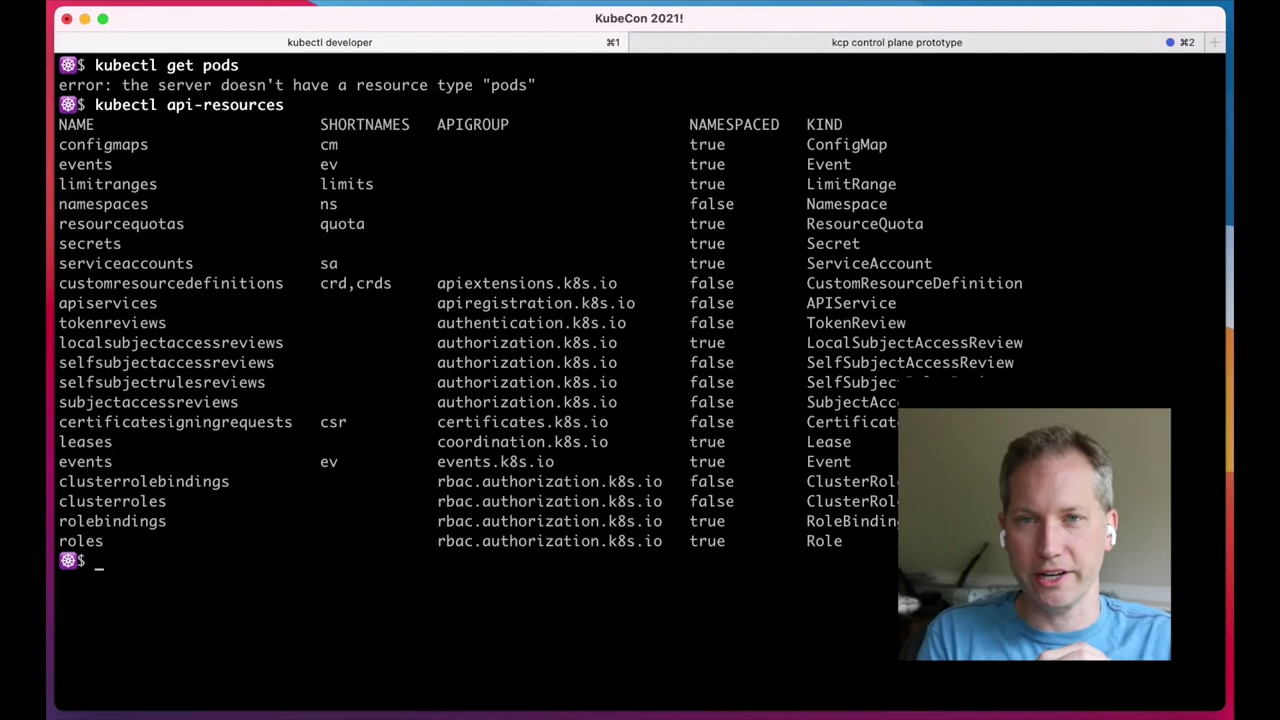 KubeCon 2021!
kubectl developer ⌘1 kcp control plane prototype ⌘2
$ kubectl get pods
error: the server doesn't have a resource type "pods"
$ kubectl api-resources
NAME SHORTNAMES APIGROUP NAMESPACED KIND
configmaps cm true ConfigMap
events ev true Event
limitranges limits true LimitRange
namespaces ns false Namespace
resourcequotas quota true ResourceQuota
secrets true Secret
serviceaccounts sa true ServiceAccount
customresourcedefinitions crd,crds apiextensions.k8s.io false CustomResourceDefinition
apiservices apiregistration.k8s.io false APIService
tokenreviews authentication.k8s.io false TokenReview
localsubjectaccessreviews authorization.k8s.io true LocalSubjectAccessReview
selfsubjectaccessreviews authorization.k8s.io false SelfSubjectAccessReview
selfsubjectrulesreviews authorization.k8s.io false SelfSubjec
subjectaccessreviews authorization.k8s.io false SubjectAcc
certificatesigningrequests csr certificates.k8s.io false Certificate
leases coordination.k8s.io true Lease
events ev events.k8s.io true Event
clusterrolebindings rbac.authorization.k8s.io false ClusterRol
clusterroles rbac.authorization.k8s.io false ClusterRol
rolebindings rbac.authorization.k8s.io true RoleBinding
roles rbac.authorization.k8s.io true Role
$ _